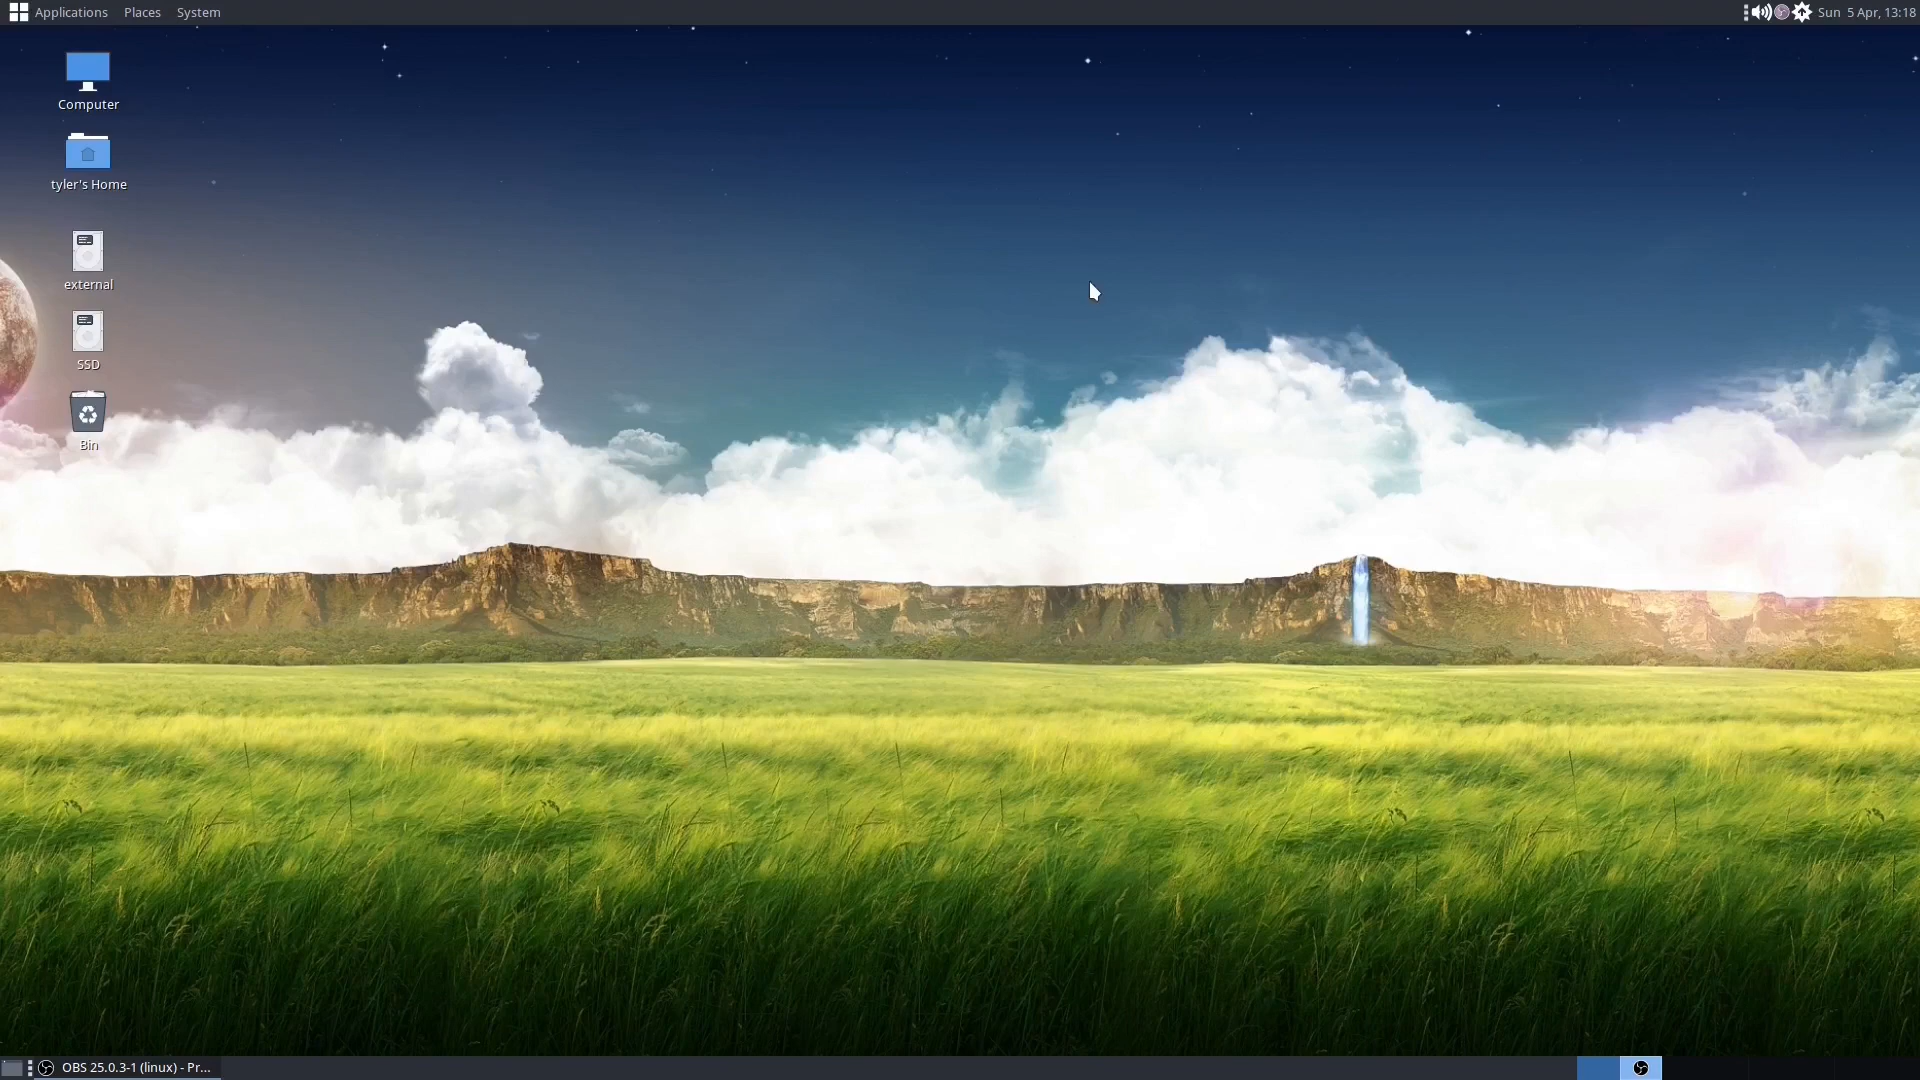 Applications Places System
Sun 5 Apr, 13:18
Computer
tyler's Home
external
SSD
Bin
OBS 25.0.3-1 (linux) - Pr...